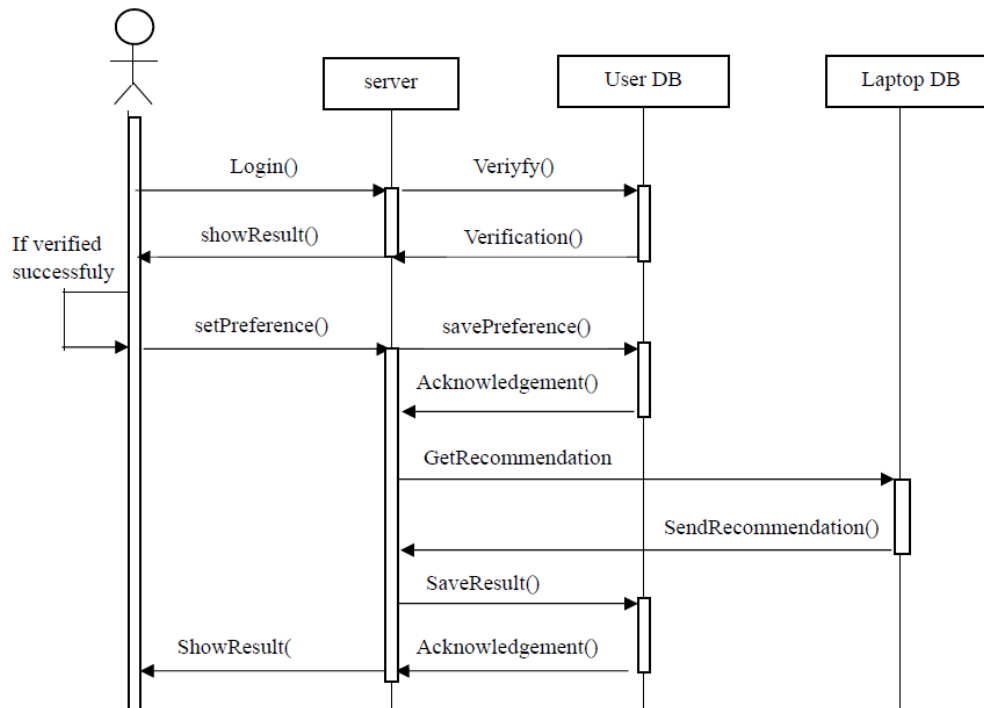 server
User DB
Laptop DB
Login()
Veriyfy()
showResult()
Verification()
If verified
successfuly
setPreference()
savePreference()
Acknowledgement()
GetRecommendation
SendRecommendation()
SaveResult()
ShowResult(
Acknowledgement()